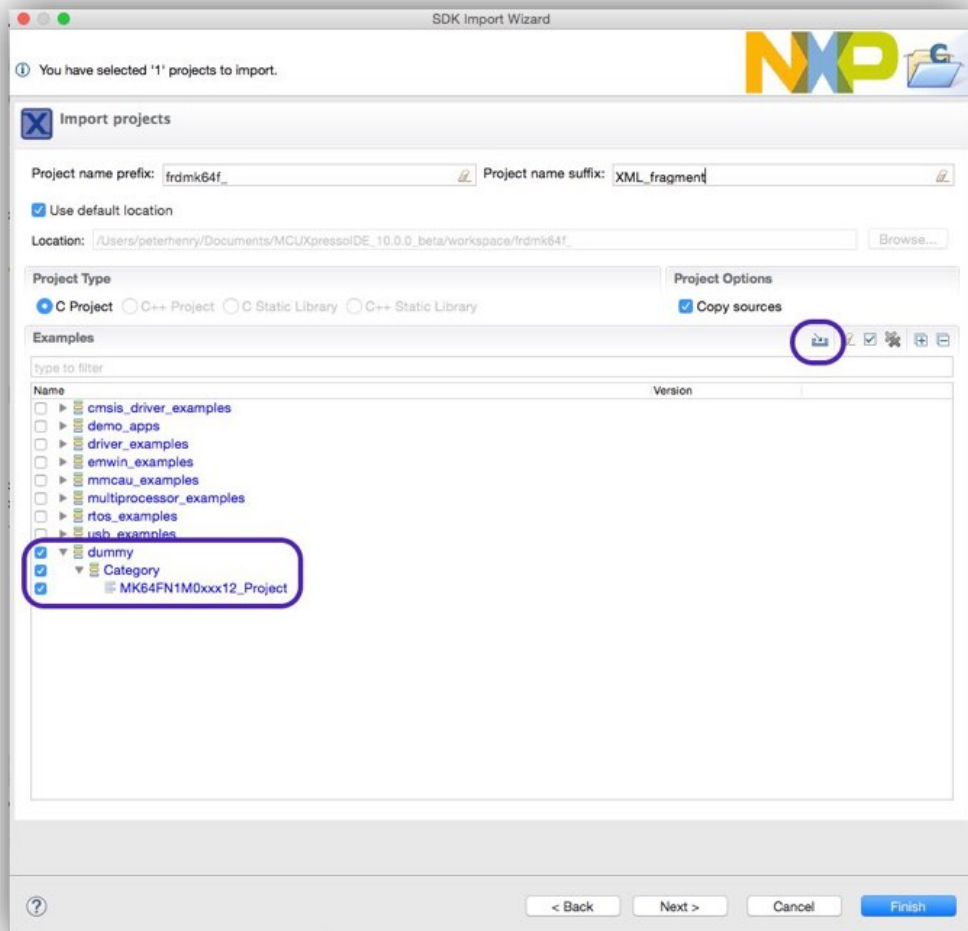 SDK Import Wizard
You have selected '1' projects to import.
NXP
Import projects
Project name prefix: frdmk64f_ Project name suffix: XML_fragment
Use default location
Location: /Users/peterhenry/Documents/MCUXpressoIDE_10.0.0_beta/workspace/frdmk64f_ Browse...
Project Type Project Options
C Project C++ Project C Static Library C++ Static Library Copy sources
Examples
type to filter
Name Version
cmsis_driver_examples
demo_apps
driver_examples
emwin_examples
mmcau_examples
multiprocessor_examples
rtos_examples
usb_examples
dummy
Category
MK64FN1M0xxx12_Project
? < Back Next > Cancel Finish